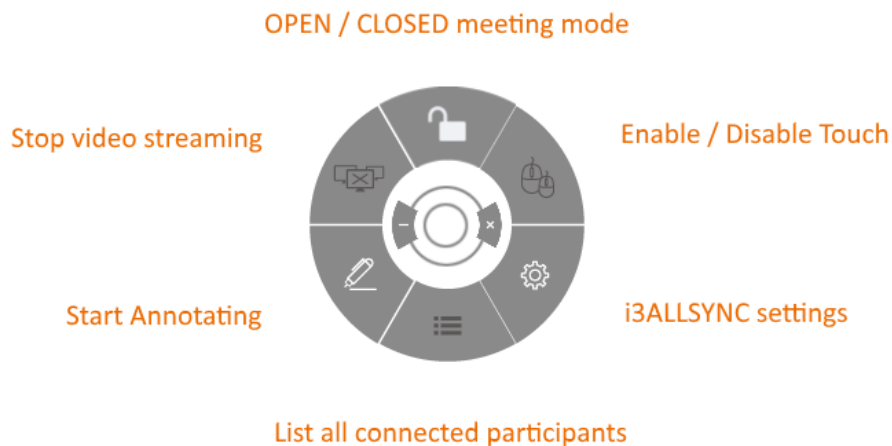 OPEN / CLOSED meeting mode
Stop video streaming
Enable / Disable Touch
Start Annotating
i3ALLSYNC settings
List all connected participants